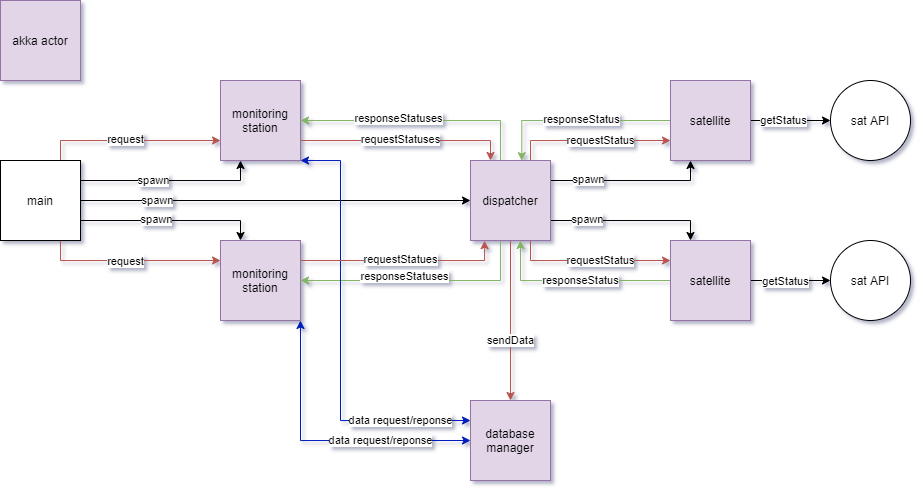 akka actor
monitoring
station
responseStatuses
responseStatus
satellite
getStatus
sat API
request
requestStatuses
requestStatus
spawn
spawn
main
spawn
dispatcher
spawn
spawn
request
monitoring
station
requestStatues
responseStatuses
requestStatus
responseStatus
satellite
getStatus
sat API
sendData
data request/reponse
data request/reponse
database
manager